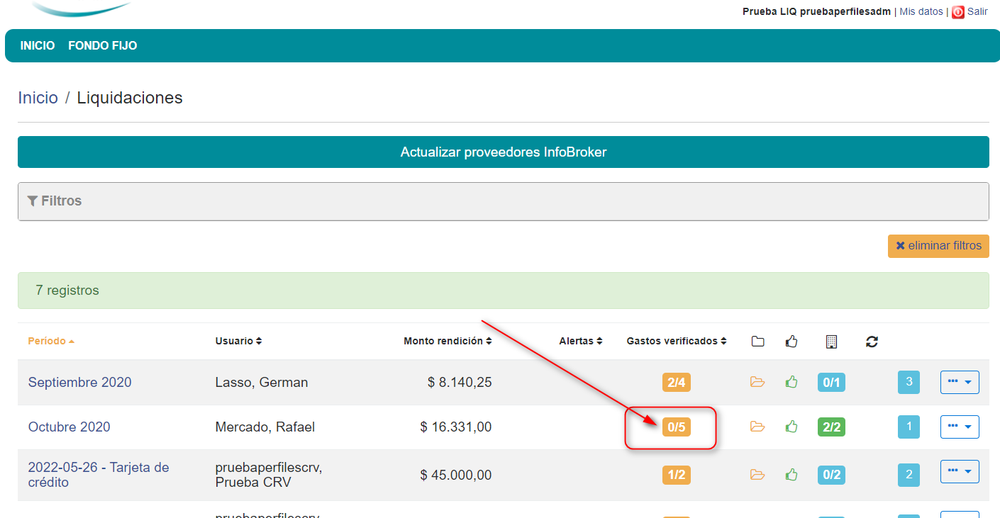 Prueba LIQ pruebaperfilesadm | Mis datos | Salir
INICIO FONDO FIJO
Inicio / Liquidaciones
Actualizar proveedores InfoBroker
Filtros
eliminar filtros
7 registros
Período Usuario Monto rendición Alertas Gastos verificados
Septiembre 2020 Lasso, German $ 8.140,25 2/4 0/1 3 ...
Octubre 2020 Mercado, Rafael $ 16.331,00 0/5 2/2 1 ...
2022-05-26 - Tarjeta de pruebaperfilescrv, $ 45.000,00 1/2 0/2 2 ...
crédito Prueba CRV
pruebaperfilescrv,